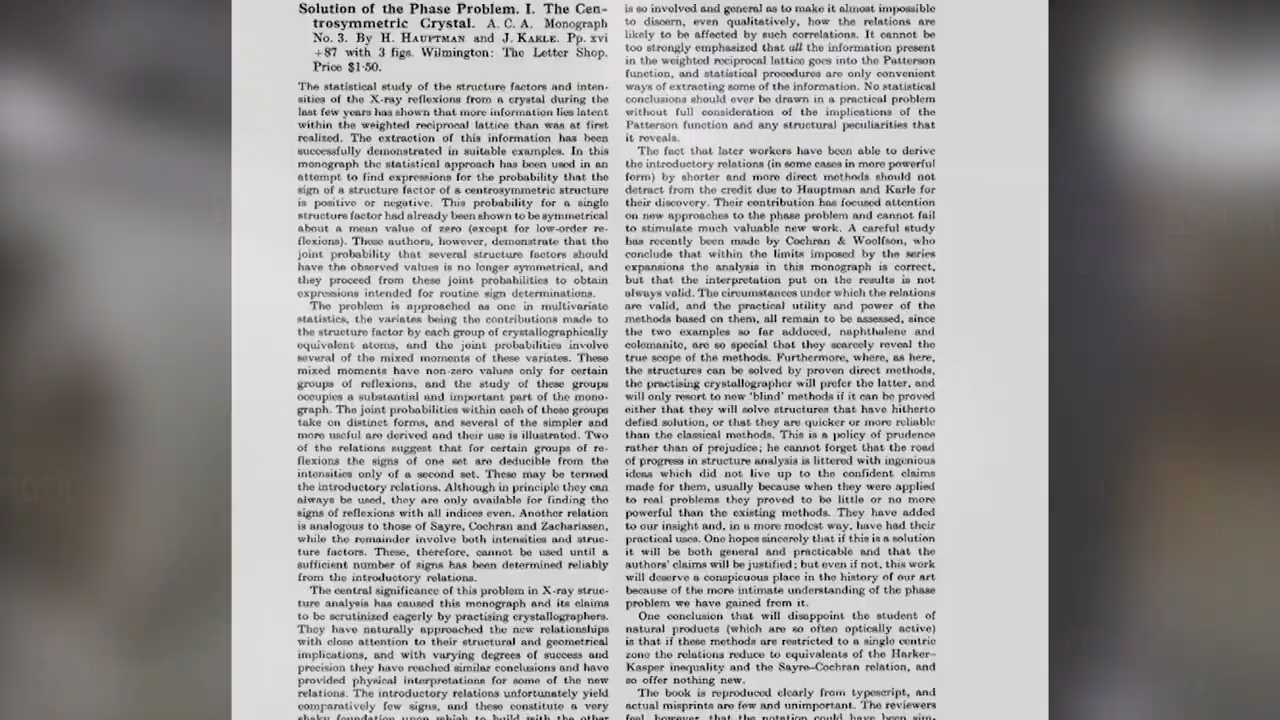 Solution of the Phase Problem. I. The Cen-
trosymmetric Crystal. A. C. A. Monograph
No. 3. By H. HAUPTMAN and J. KARLE. Pp. xvi
+87 with 3 figs. Wilmington: The Letter Shop.
Price $1·50.
The statistical study of the structure factors and inten-
sities of the X-ray reflexions from a crystal during the
last few years has shown that more information lies latent
within the weighted reciprocal lattice than was at first
realized. The extraction of this information has been
successfully demonstrated in suitable examples. In this
monograph the statistical approach has been used in an
attempt to find expressions for the probability that the
sign of a structure factor of a centrosymmetric structure
is positive or negative. This probability for a single
structure factor had already been shown to be symmetrical
about a mean value of zero (except for low-order re-
flexions). These authors, however, demonstrate that the
joint probability that several structure factors should
have the observed values is no longer symmetrical, and
they proceed from these joint probabilities to obtain
expressions intended for routine sign determinations.
The problem is approached as one in multivariate
statistics, the variates being the contributions made to
the structure factor by each group of crystallographically
equivalent atoms, and the joint probabilities involve
several of the mixed moments of these variates. These
mixed moments have non-zero values only for certain
groups of reflexions, and the study of these groups
occupies a substantial and important part of the mono-
graph. The joint probabilities within each of these groups
take on distinct forms, and several of the simpler and
more useful are derived and their use is illustrated. Two
of the relations suggest that for certain groups of re-
flexions the signs of one set are deducible from the
intensities only of a second set. These may be termed
the introductory relations. Although in principle they can
always be used, they are only available for finding the
signs of reflexions with all indices even. Another relation
is analogous to those of Sayre, Cochran and Zachariasen,
while the remainder involve both intensities and struc-
ture factors. These, therefore, cannot be used until a
sufficient number of signs has been determined reliably
from the introductory relations.
The central significance of this problem in X-ray struc-
ture analysis has caused this monograph and its claims
to be scrutinized eagerly by practising crystallographers.
They have naturally approached the new relationships
with close attention to their structural and geometrical
implications, and with varying degrees of success and
precision they have reached similar conclusions and have
provided physical interpretations for some of the new
relations. The introductory relations unfortunately yield
comparatively few signs, and these constitute a very
shaky foundation upon which to build with the other
is so involved and general as to make it almost impossible
to discern, even qualitatively, how the relations are
likely to be affected by such correlations. It cannot be
too strongly emphasized that all the information present
in the weighted reciprocal lattice goes into the Patterson
function, and statistical procedures are only convenient
ways of extracting some of the information. No statistical
conclusions should ever be drawn in a practical problem
without full consideration of the implications of the
Patterson function and any structural peculiarities that
it reveals.
The fact that later workers have been able to derive
the introductory relations (in some cases in more powerful
form) by shorter and more direct methods should not
detract from the credit due to Hauptman and Karle for
their discovery. Their contribution has focused attention
on new approaches to the phase problem and cannot fail
to stimulate much valuable new work. A careful study
has recently been made by Cochran & Woolfson, who
conclude that within the limits imposed by the series
expansions the analysis in this monograph is correct,
but that the interpretation put on the results is not
always valid. The circumstances under which the relations
are valid, and the practical utility and power of the
methods based on them, all remain to be assessed, since
the two examples so far adduced, naphthalene and
colemanite, are so special that they scarcely reveal the
true scope of the methods. Furthermore, where, as here,
the structures can be solved by proven direct methods,
the practising crystallographer will prefer the latter, and
will only resort to new 'blind' methods if it can be proved
either that they will solve structures that have hitherto
defied solution, or that they are quicker or more reliable
than the classical methods. This is a policy of prudence
rather than of prejudice; he cannot forget that the road
of progress in structure analysis is littered with ingenious
ideas which did not live up to the confident claims
made for them, usually because when they were applied
to real problems they proved to be little or no more
powerful than the existing methods. They have added
to our insight and, in a more modest way, have had their
practical uses. One hopes sincerely that if this is a solution
it will be both general and practicable and that the
authors' claims will be justified; but even if not, this work
will deserve a conspicuous place in the history of our art
because of the more intimate understanding of the phase
problem we have gained from it.
One conclusion that will disappoint the student of
natural products (which are so often optically active)
is that if these methods are restricted to a single centric
zone the relations reduce to equivalents of the Harker–
Kasper inequality and the Sayre–Cochran relation, and
so offer nothing new.
The book is reproduced clearly from typescript, and
actual misprints are few and unimportant. The reviewers
feel, however, that the notation could have been sim-